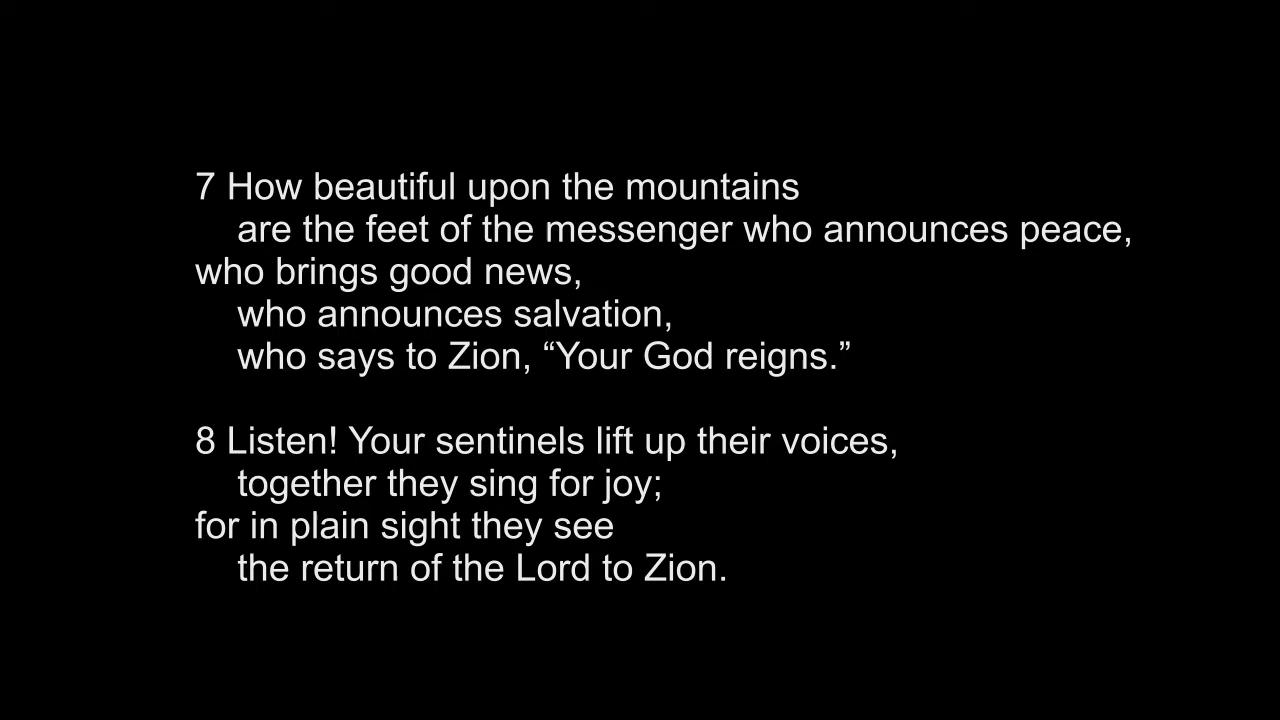 7 How beautiful upon the mountains
are the feet of the messenger who announces peace,
who brings good news,
who announces salvation,
who says to Zion, “Your God reigns.”
8 Listen! Your sentinels lift up their voices,
together they sing for joy;
for in plain sight they see
the return of the Lord to Zion.